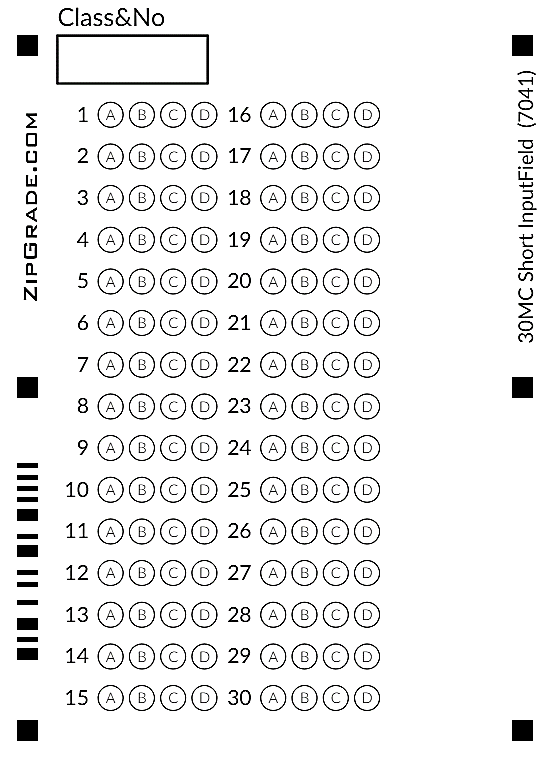 Class&No
1 A B C D 16 A B C D
2 A B C D 17 A B C D
3 A B C D 18 A B C D
4 A B C D 19 A B C D
5 A B C D 20 A B C D
6 A B C D 21 A B C D
7 A B C D 22 A B C D
8 A B C D 23 A B C D
9 A B C D 24 A B C D
10 A B C D 25 A B C D
11 A B C D 26 A B C D
12 A B C D 27 A B C D
13 A B C D 28 A B C D
14 A B C D 29 A B C D
15 A B C D 30 A B C D
ZIPGRADE.COM
30MC Short InputField (7041)